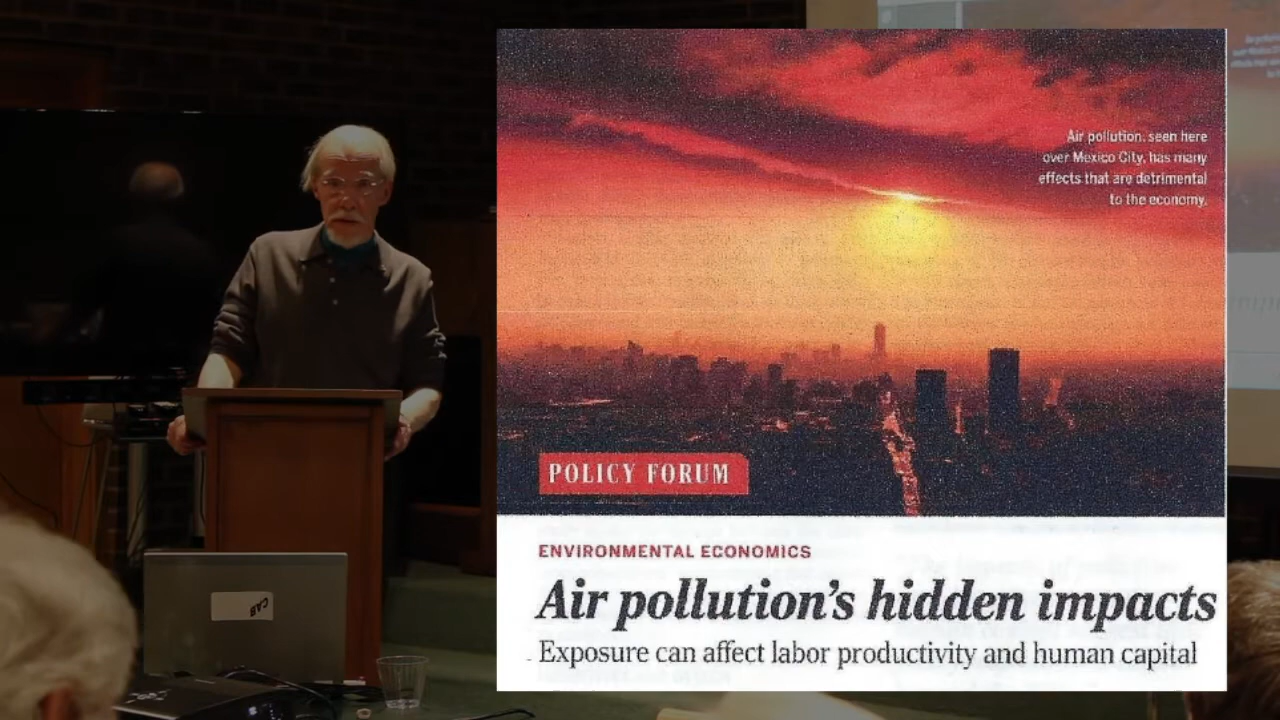 Air pollution, seen here
over Mexico City, has many
effects that are detrimental
to the economy.
POLICY FORUM
ENVIRONMENTAL ECONOMICS
Air pollution's hidden impacts
Exposure can affect labor productivity and human capital
CAB